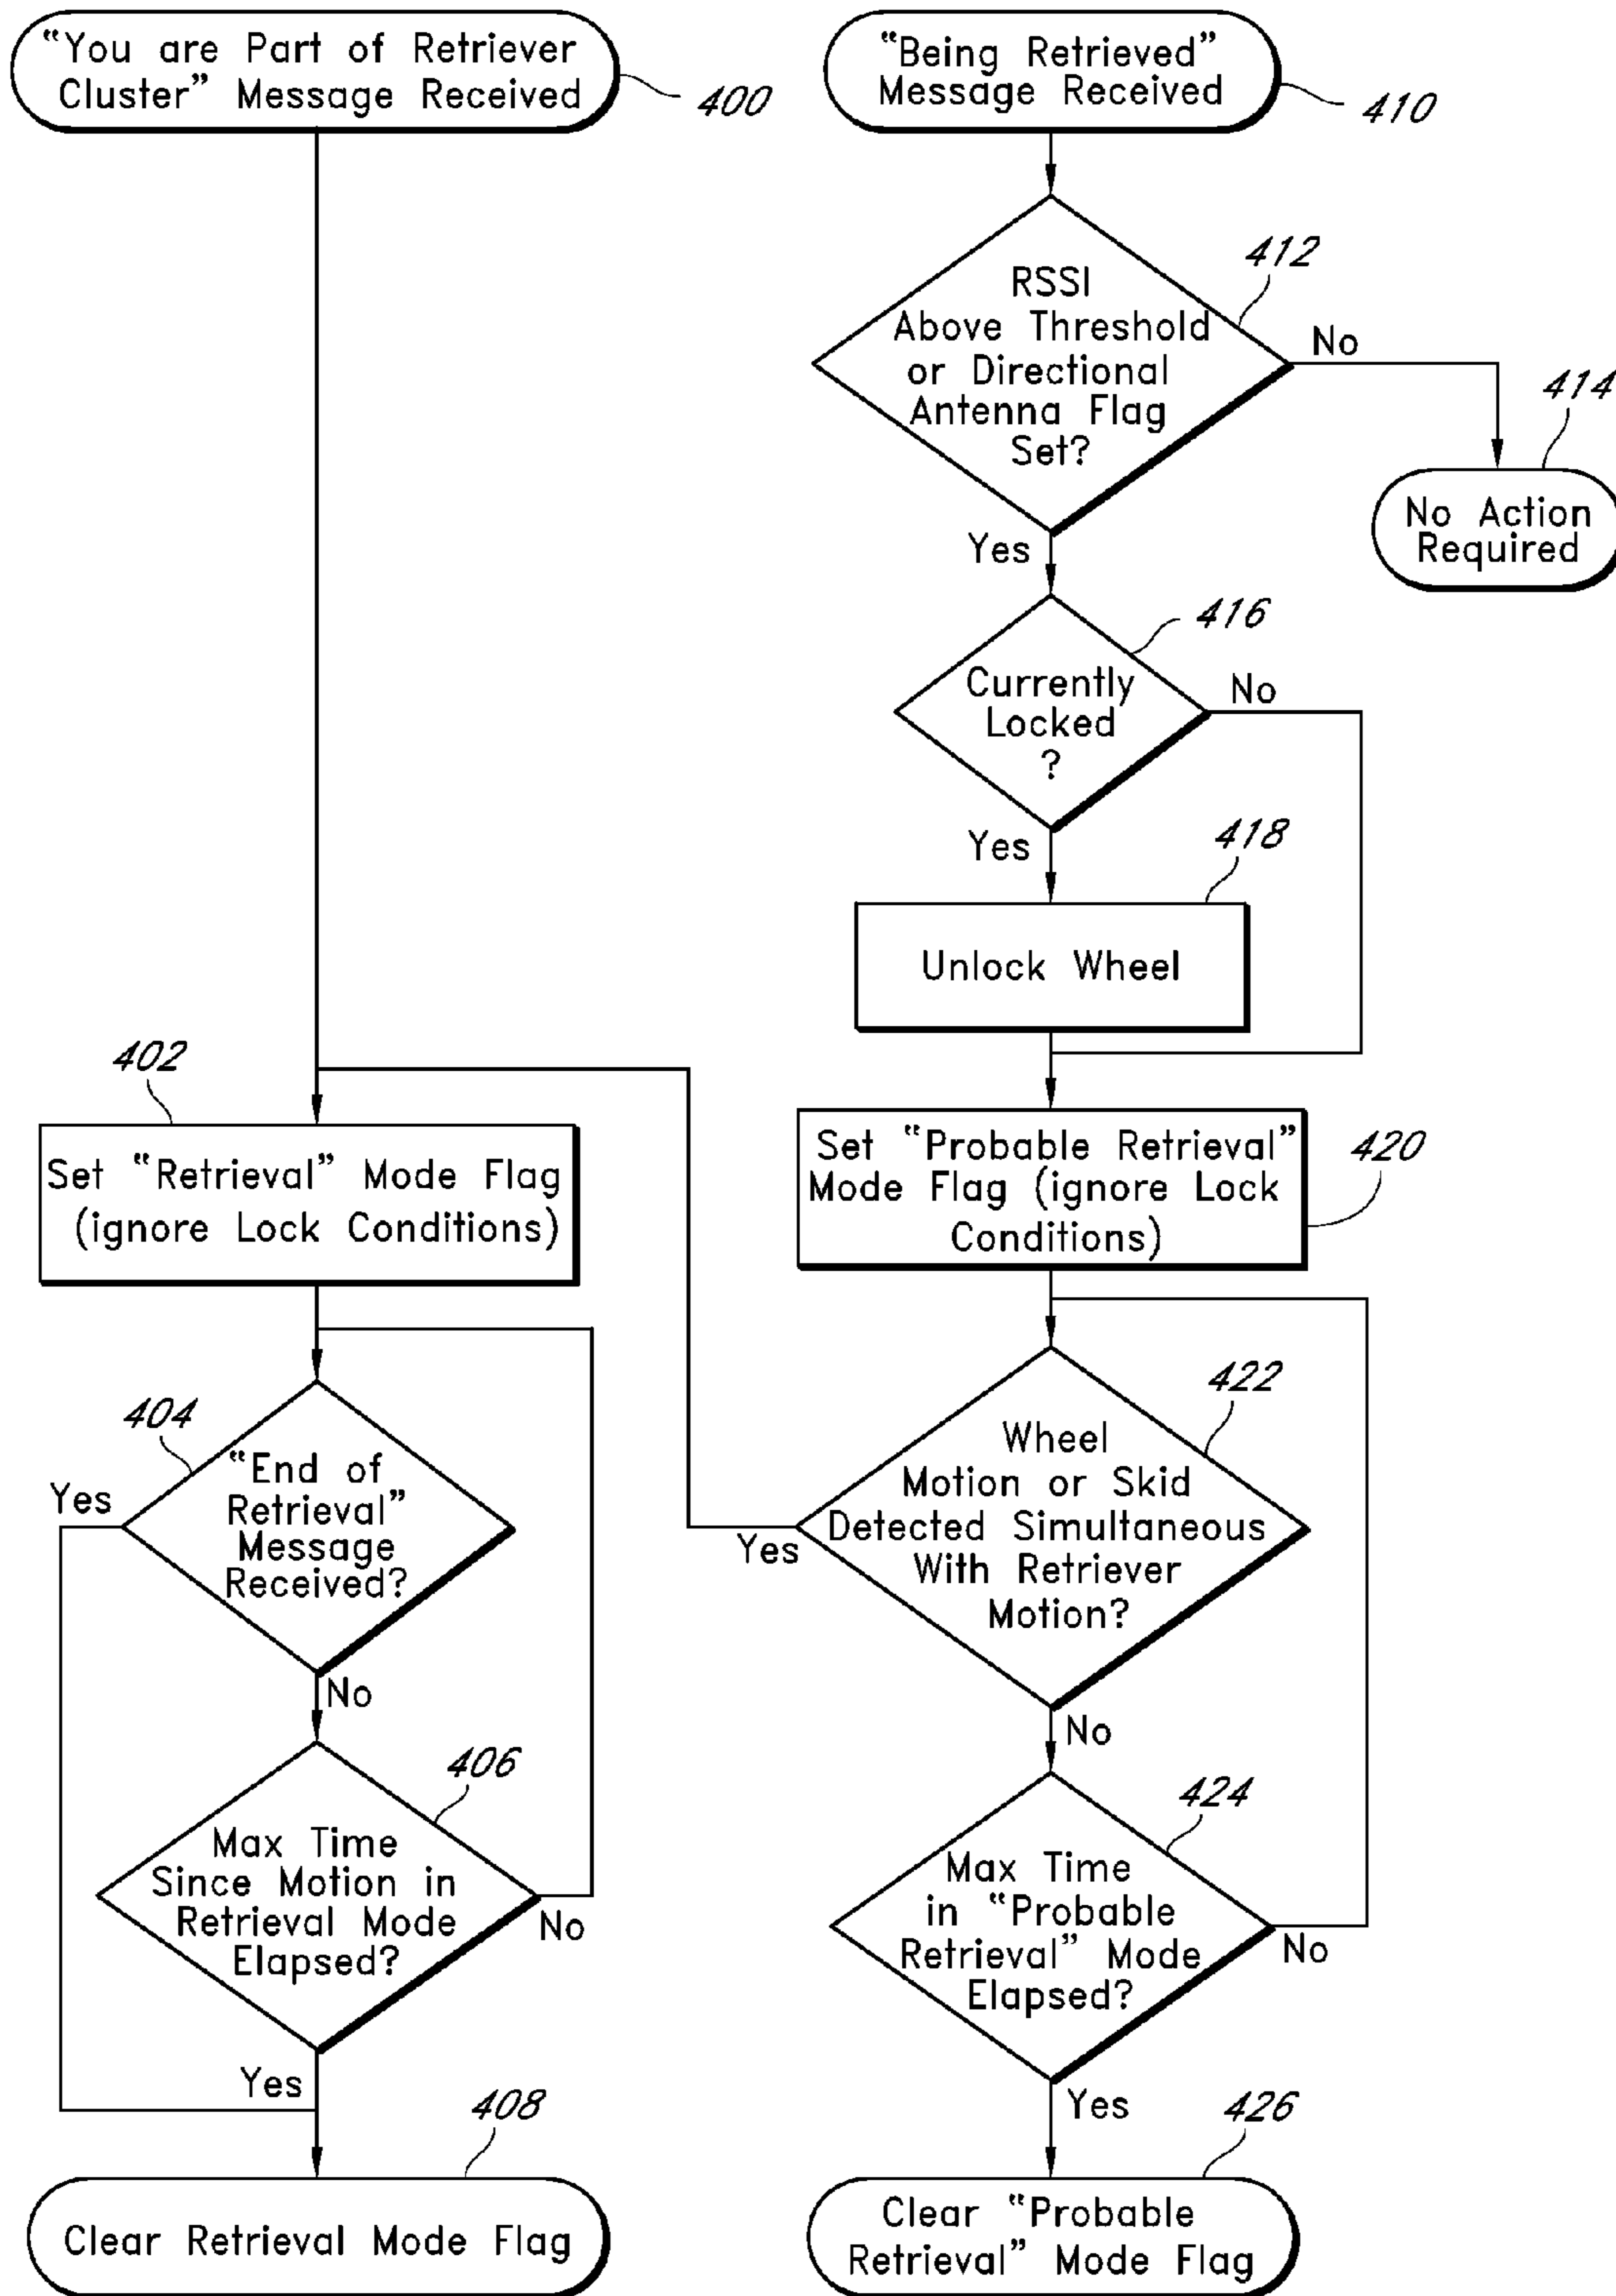 “You are Part of Retriever
Cluster” Message Received
400
“Being Retrieved”
Message Received
410
RSSI
Above Threshold
or Directional
Antenna Flag
Set?
412
No
414
No Action
Required
Yes
416
Currently
Locked
?
No
Yes
418
Unlock Wheel
402
Set “Retrieval” Mode Flag
(ignore Lock Conditions)
Set “Probable Retrieval”
Mode Flag (ignore Lock
Conditions)
420
404
“End of
Retrieval”
Message
Received?
Yes
No
422
Wheel
Motion or Skid
Detected Simultaneous
With Retriever
Motion?
Yes
No
406
Max Time
Since Motion in
Retrieval Mode
Elapsed?
No
Yes
424
Max Time
in “Probable
Retrieval” Mode
Elapsed?
No
Yes
408
Clear Retrieval Mode Flag
426
Clear “Probable
Retrieval” Mode Flag